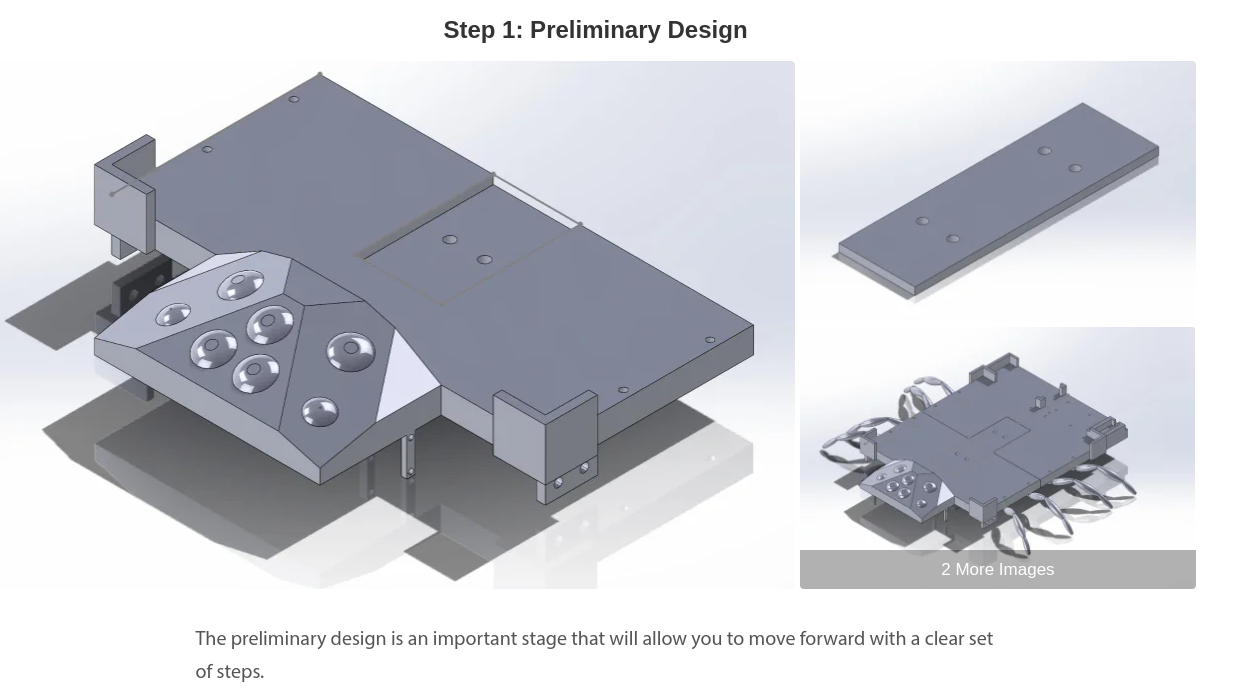 Step 1: Preliminary Design
2 More Images
The preliminary design is an important stage that will allow you to move forward with a clear set
of steps.